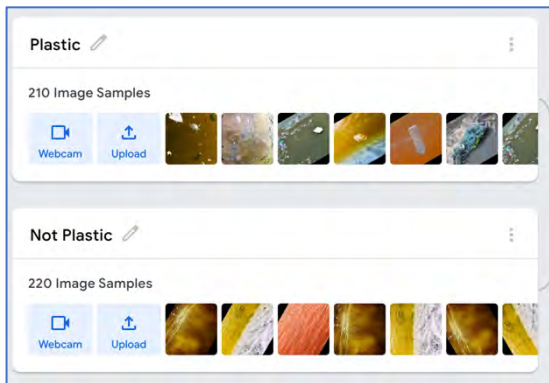 Plastic
210 Image Samples
Webcam Upload
Not Plastic
220 Image Samples
Webcam Upload